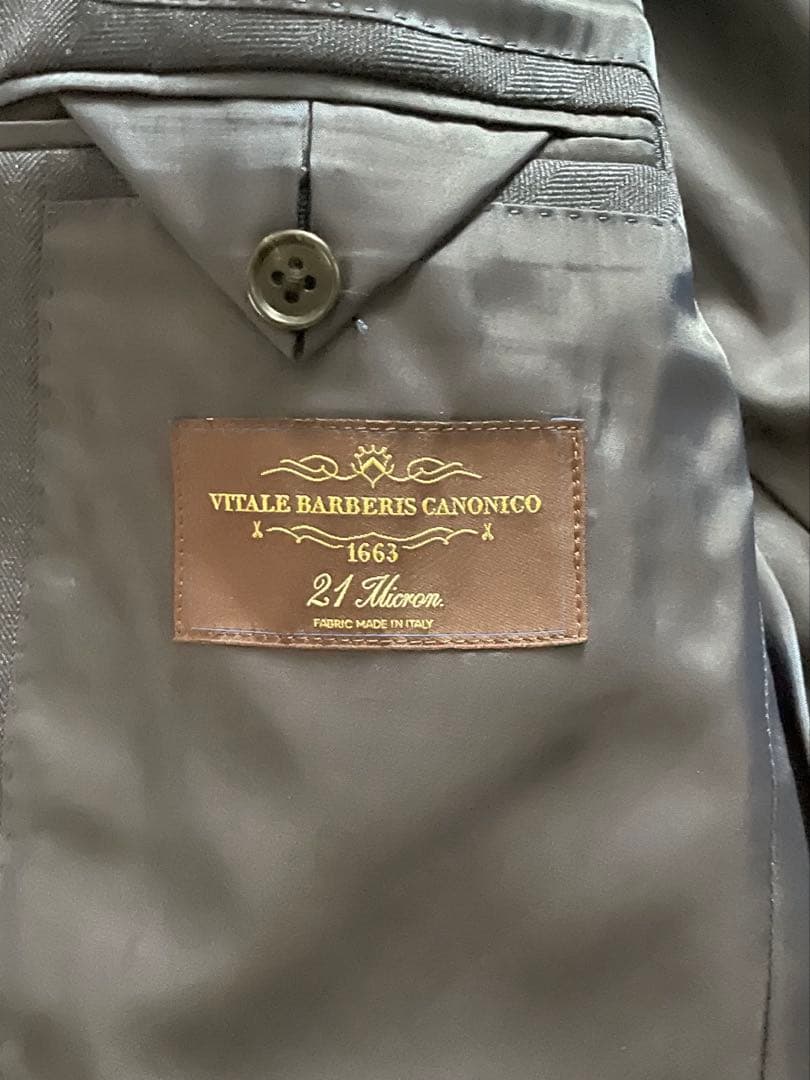 VITALE BARBERIS CANONICO
1663
21 Micron.
FABRIC MADE IN ITALY